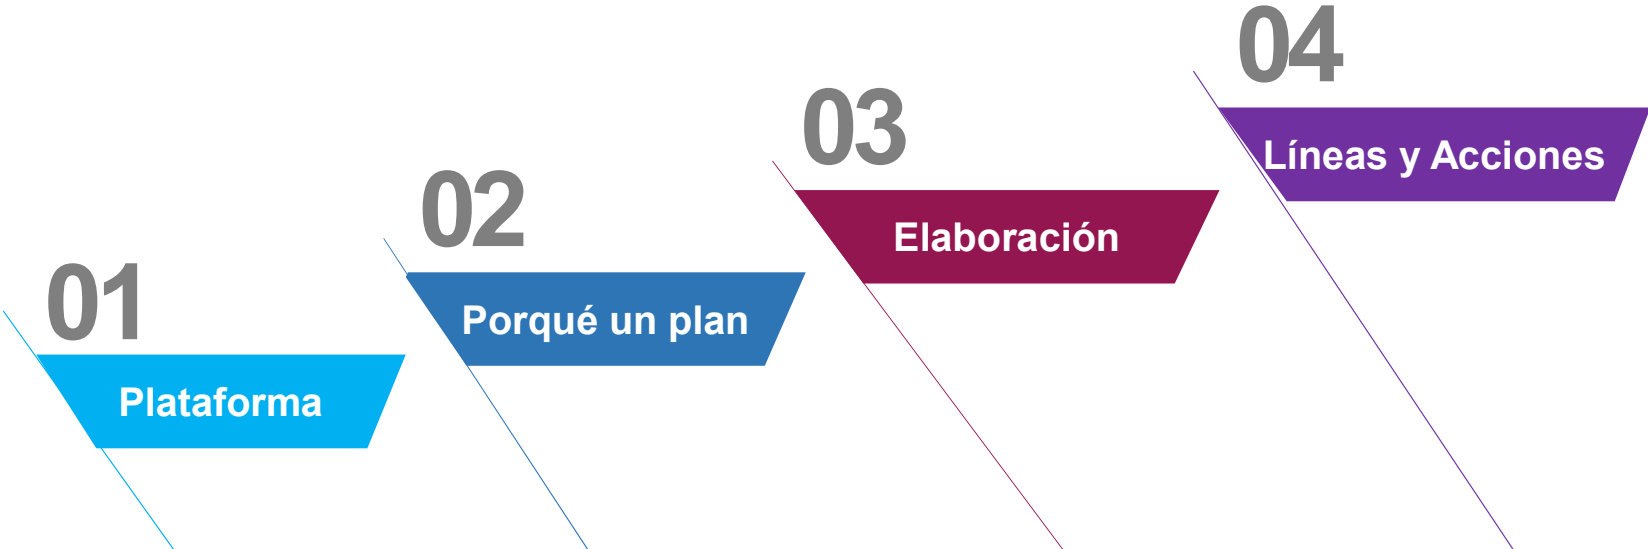 01
Plataforma
02
Porqué un plan
03
Elaboración
04
Líneas y Acciones